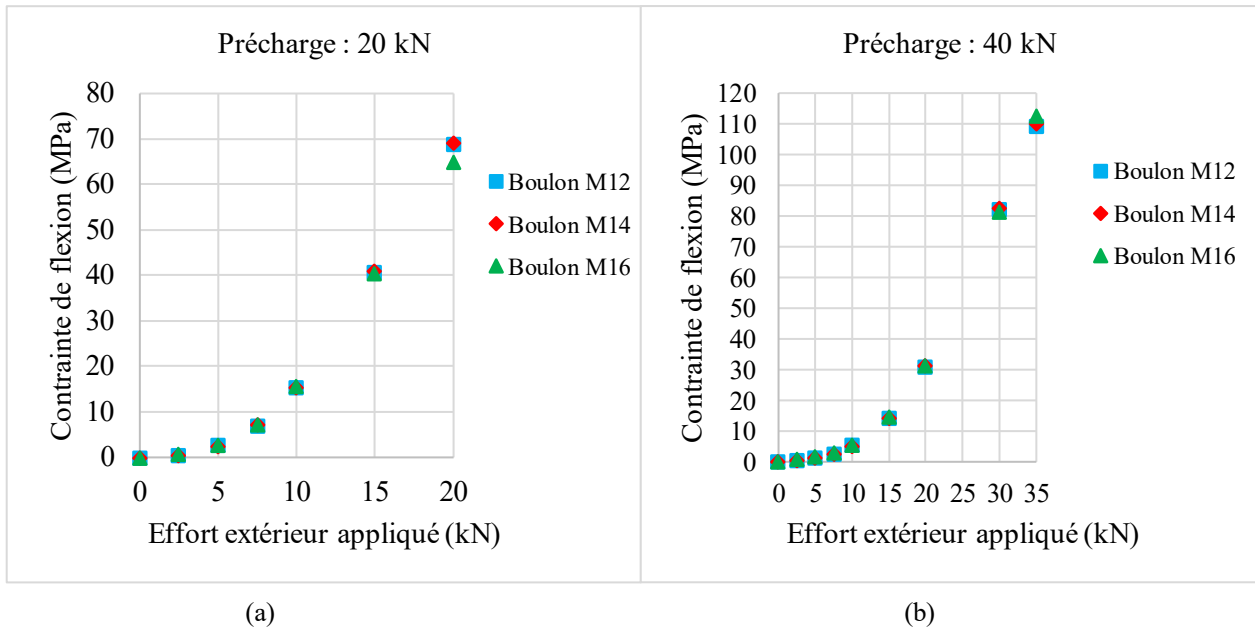 Précharge : 20 kN
Contrainte de flexion (MPa)
80
70
60
50
40
30
20
10
0
0 5 10 15 20
Effort extérieur appliqué (kN)
Boulon M12
Boulon M14
Boulon M16
(a)
Précharge : 40 kN
Contrainte de flexion (MPa)
120
110
100
90
80
70
60
50
40
30
20
10
0
0 5 10 15 20 25 30 35
Effort extérieur appliqué (kN)
Boulon M12
Boulon M14
Boulon M16
(b)